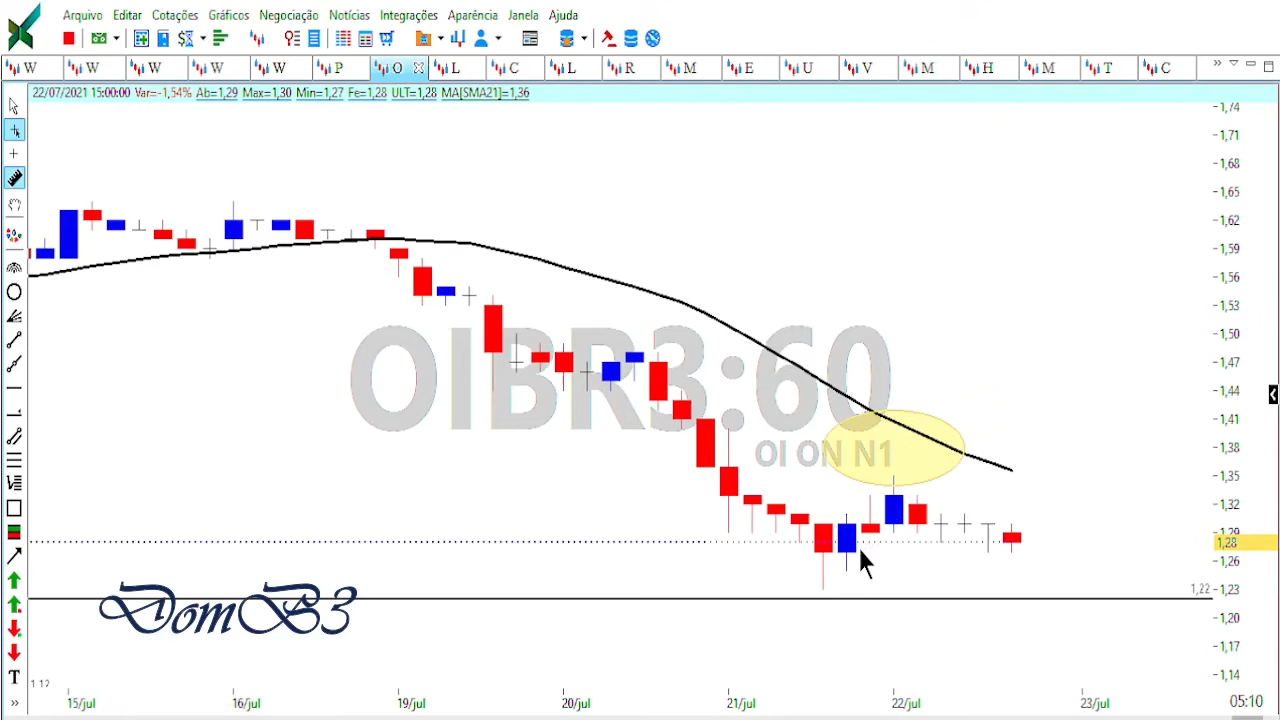 Arquivo Editar Cotações Gráficos Negociação Notícias Integrações Aparência Janela Ajuda
W W W W W P O L C L R M E U V M H M T C
22/07/2021 15:00:00 Var=-1,54% Ab=1,29 Max=1,30 Min=1,27 Fe=1,28 ULT=1,28 MA[SMA21]=1,36
1,74
1,71
1,68
1,65
1,62
1,59
1,56
1,53
1,50
1,47
1,44
1,41
1,38
1,35
1,32
1,29
1,28
1,26
1,22 1,23
1,20
1,17
1,14
OIBR3:60
OI ON N1
DomB3
T
15/jul 16/jul 19/jul 20/jul 21/jul 22/jul 23/jul 05:10